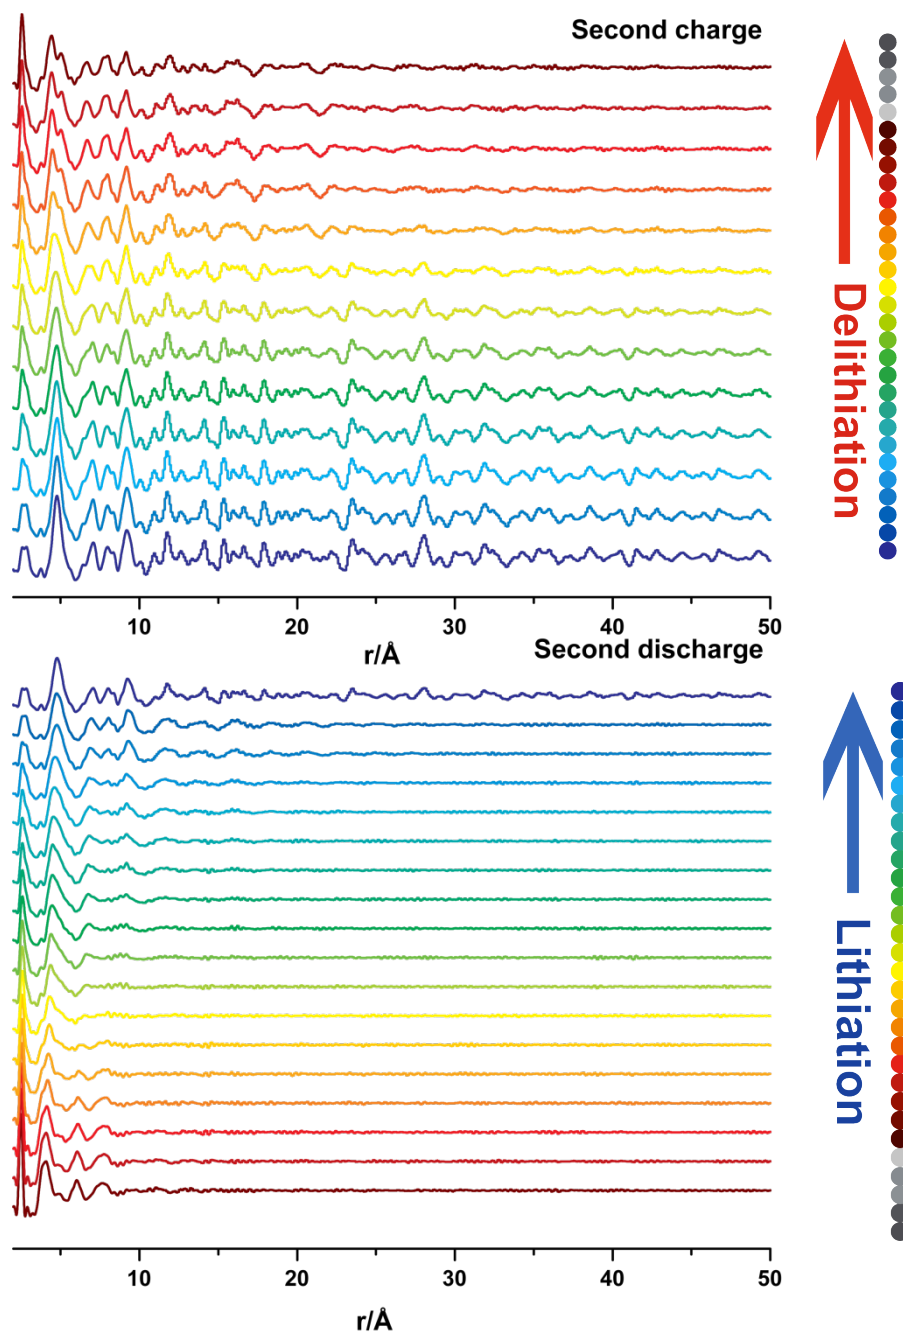 Second charge
Delithiation
10 20 30 40 50
r/Å
Second discharge
Lithiation
10 20 30 40 50
r/Å